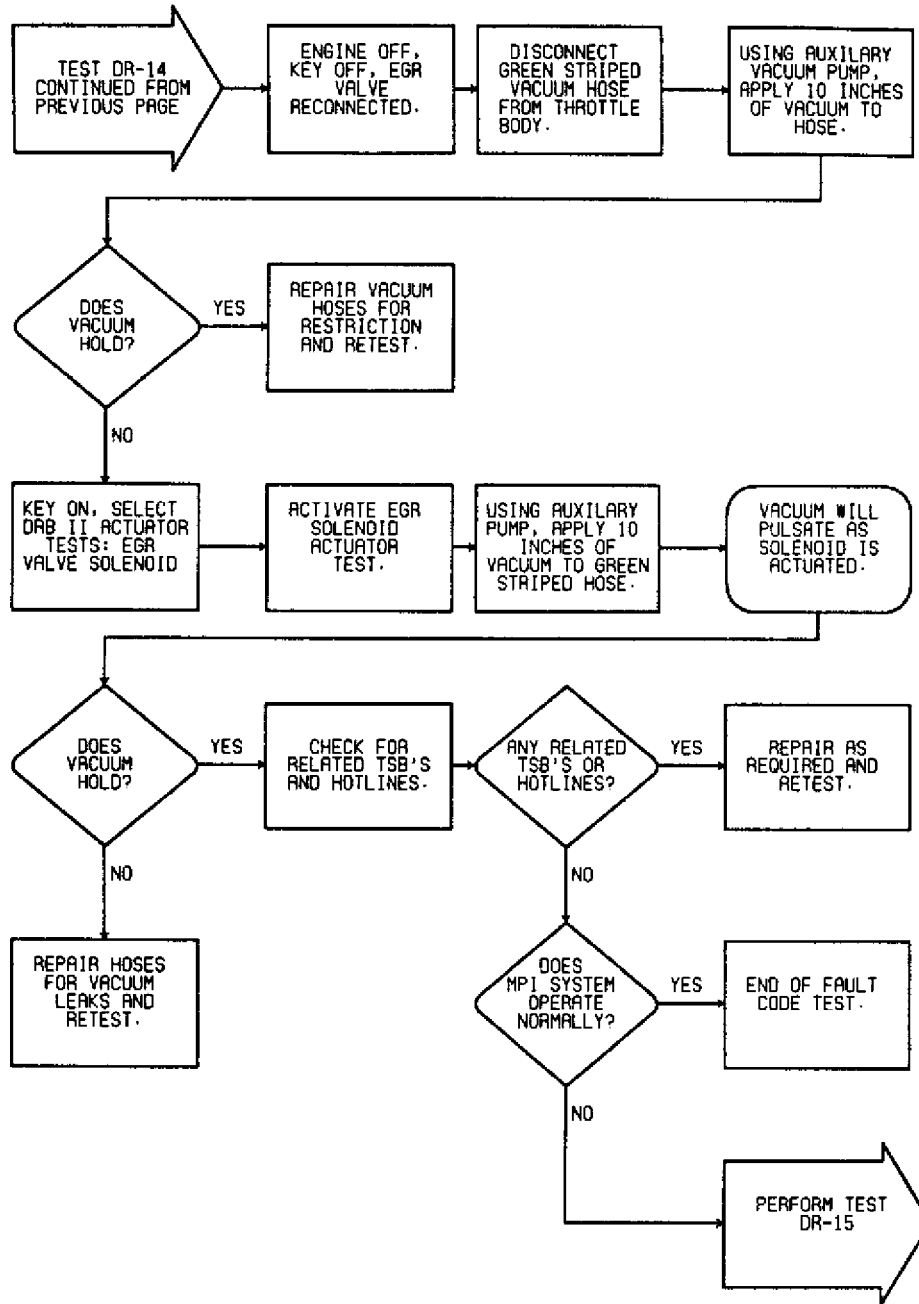 TEST DR-14
CONTINUED FROM
PREVIOUS PAGE
ENGINE OFF,
KEY OFF, EGR
VALVE
RECONNECTED.
DISCONNECT
GREEN STRIPED
VACUUM HOSE
FROM THROTTLE
BODY.
USING AUXILARY
VACUUM PUMP,
APPLY 10 INCHES
OF VACUUM TO
HOSE.
DOES
VACUUM
HOLD?
YES
REPAIR VACUUM
HOSES FOR
RESTRICTION
AND RETEST.
NO
KEY ON, SELECT
DRB II ACTUATOR
TESTS: EGR
VALVE SOLENOID
ACTIVATE EGR
SOLENOID
ACTUATOR
TEST.
USING AUXILARY
PUMP, APPLY 10
INCHES OF
VACUUM TO GREEN
STRIPED HOSE.
VACUUM WILL
PULSATE AS
SOLENOID IS
ACTUATED.
DOES
VACUUM
HOLD?
YES
CHECK FOR
RELATED TSB'S
AND HOTLINES.
ANY RELATED
TSB'S OR
HOTLINES?
YES
REPAIR AS
REQUIRED AND
RETEST.
NO
NO
REPAIR HOSES
FOR VACUUM
LEAKS AND
RETEST.
DOES
MPI SYSTEM
OPERATE
NORMALLY?
YES
END OF FAULT
CODE TEST.
NO
PERFORM TEST
DR-15